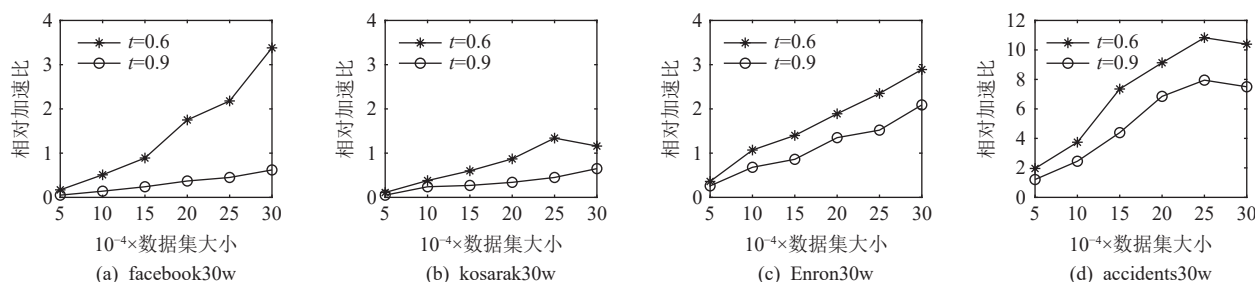 4
3
2
1
0
t=0.6
t=0.9
相对加速比
5 10 15 20 25 30
10⁻⁴×数据集大小
(a) facebook30w
4
3
2
1
0
t=0.6
t=0.9
相对加速比
5 10 15 20 25 30
10⁻⁴×数据集大小
(b) kosarak30w
4
3
2
1
0
t=0.6
t=0.9
相对加速比
5 10 15 20 25 30
10⁻⁴×数据集大小
(c) Enron30w
12
10
8
6
4
2
0
t=0.6
t=0.9
相对加速比
5 10 15 20 25 30
10⁻⁴×数据集大小
(d) accidents30w